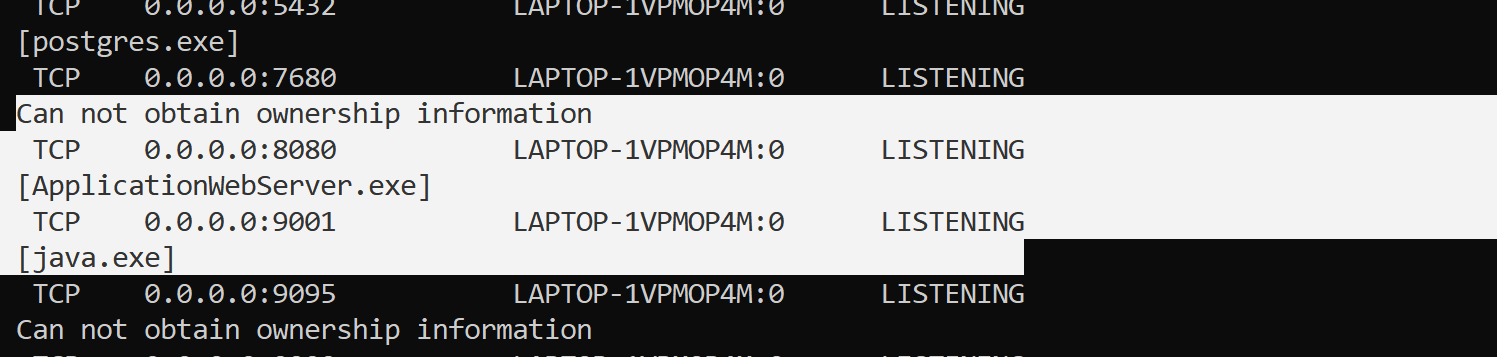 TCP 0.0.0.0:5432 LAPTOP-1VPMOP4M:0 LISTENING
[postgres.exe]
TCP 0.0.0.0:7680 LAPTOP-1VPMOP4M:0 LISTENING
Can not obtain ownership information
TCP 0.0.0.0:8080 LAPTOP-1VPMOP4M:0 LISTENING
[ApplicationWebServer.exe]
TCP 0.0.0.0:9001 LAPTOP-1VPMOP4M:0 LISTENING
[java.exe]
TCP 0.0.0.0:9095 LAPTOP-1VPMOP4M:0 LISTENING
Can not obtain ownership information